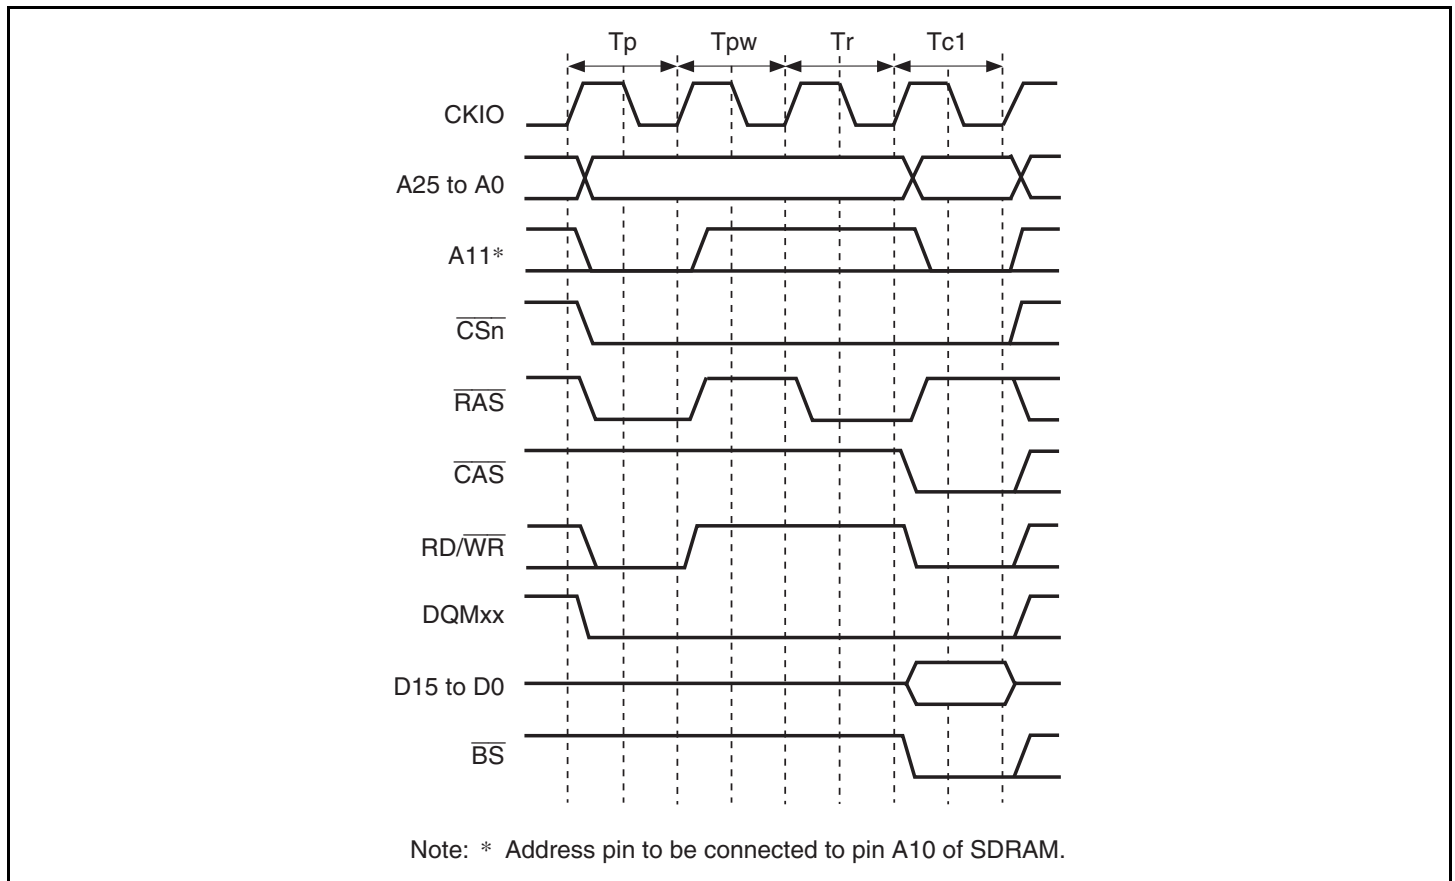 Tp Tpw Tr Tc1
CKIO
A25 to A0
A11*
CSn
RAS
CAS
RD/WR
DQMxx
D15 to D0
BS
Note: * Address pin to be connected to pin A10 of SDRAM.